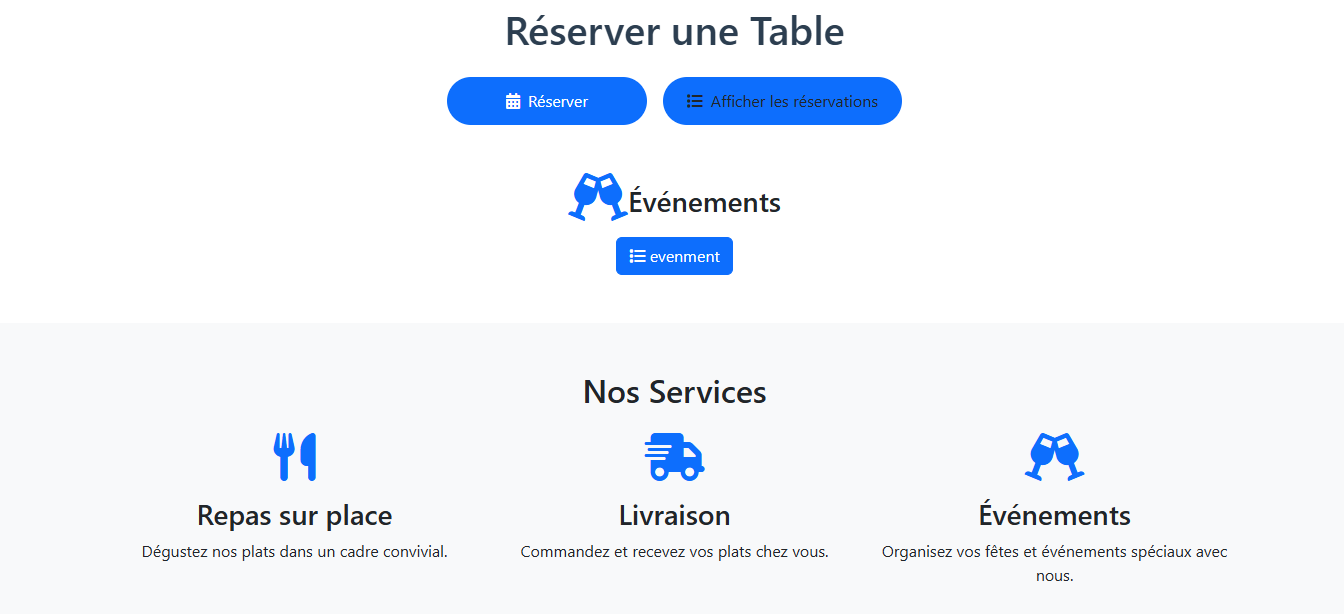 Réserver une Table
Réserver
Afficher les réservations
Événements
evenment
Nos Services
Repas sur place
Dégustez nos plats dans un cadre convivial.
Livraison
Commandez et recevez vos plats chez vous.
Événements
Organisez vos fêtes et événements spéciaux avec
nous.